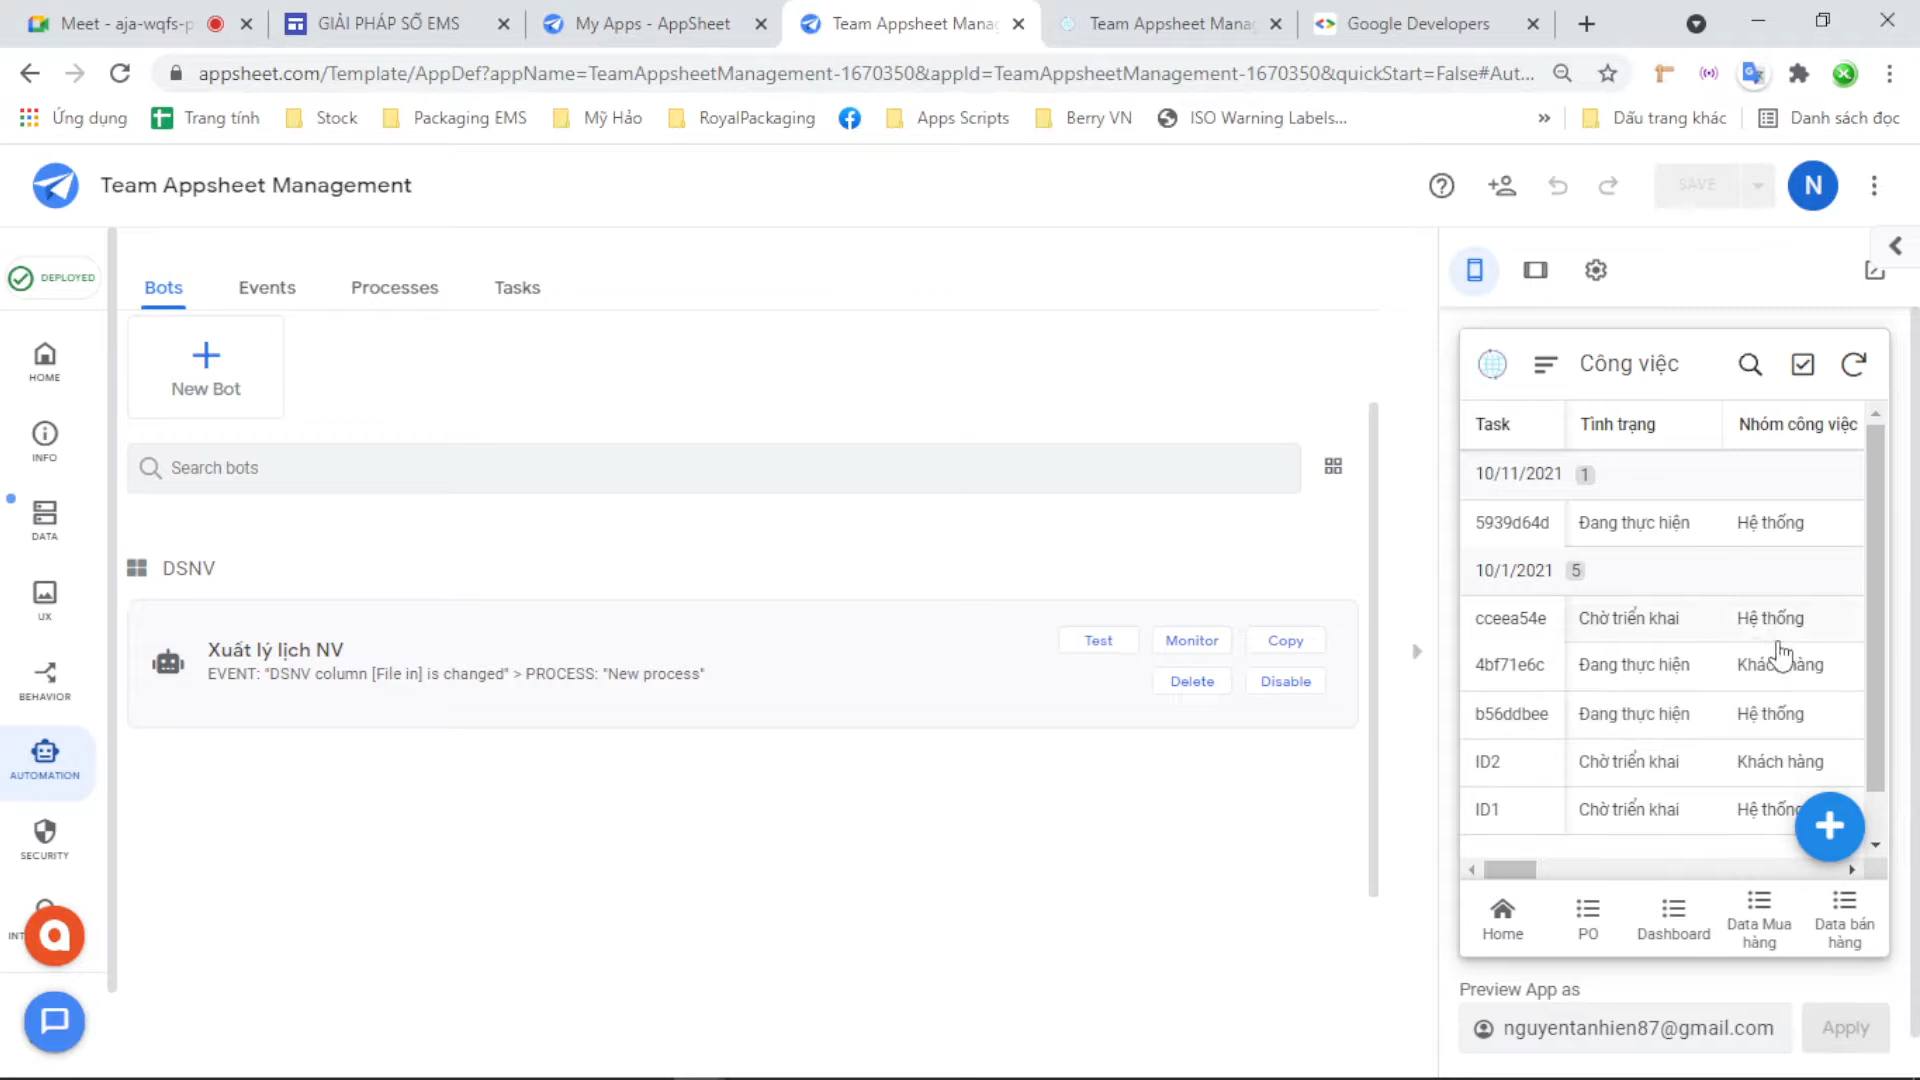 Meet - aja-wqfs-p
GIẢI PHÁP SỐ EMS
My Apps - AppSheet
Team Appsheet Manag
Team Appsheet Manag
Google Developers
appsheet.com/Template/AppDef?appName=TeamAppsheetManagement-1670350&appId=TeamAppsheetManagement-1670350&quickStart=False#Aut...
Ứng dụng
Trang tính
Stock
Packaging EMS
Mỹ Hảo
RoyalPackaging
Apps Scripts
Berry VN
ISO Warning Labels...
»
Dấu trang khác
Danh sách đọc
Team Appsheet Management
SAVE
N
DEPLOYED
HOME
INFO
DATA
UX
BEHAVIOR
AUTOMATION
SECURITY
INT
Bots
Events
Processes
Tasks
New Bot
Search bots
DSNV
Xuất lý lịch NV
EVENT: "DSNV column [File in] is changed" > PROCESS: "New process"
Test
Monitor
Copy
Delete
Disable
Công việc
Task
Tình trạng
Nhóm công việc
10/11/2021 1
5939d64d
Đang thực hiện
Hệ thống
10/1/2021 5
cceea54e
Chờ triển khai
Hệ thống
4bf71e6c
Đang thực hiện
Khách hàng
b56ddbee
Đang thực hiện
Hệ thống
ID2
Chờ triển khai
Khách hàng
ID1
Chờ triển khai
Hệ thống
Home
PO
Dashboard
Data Mua
hàng
Data bán
hàng
Preview App as
nguyentanhien87@gmail.com
Apply